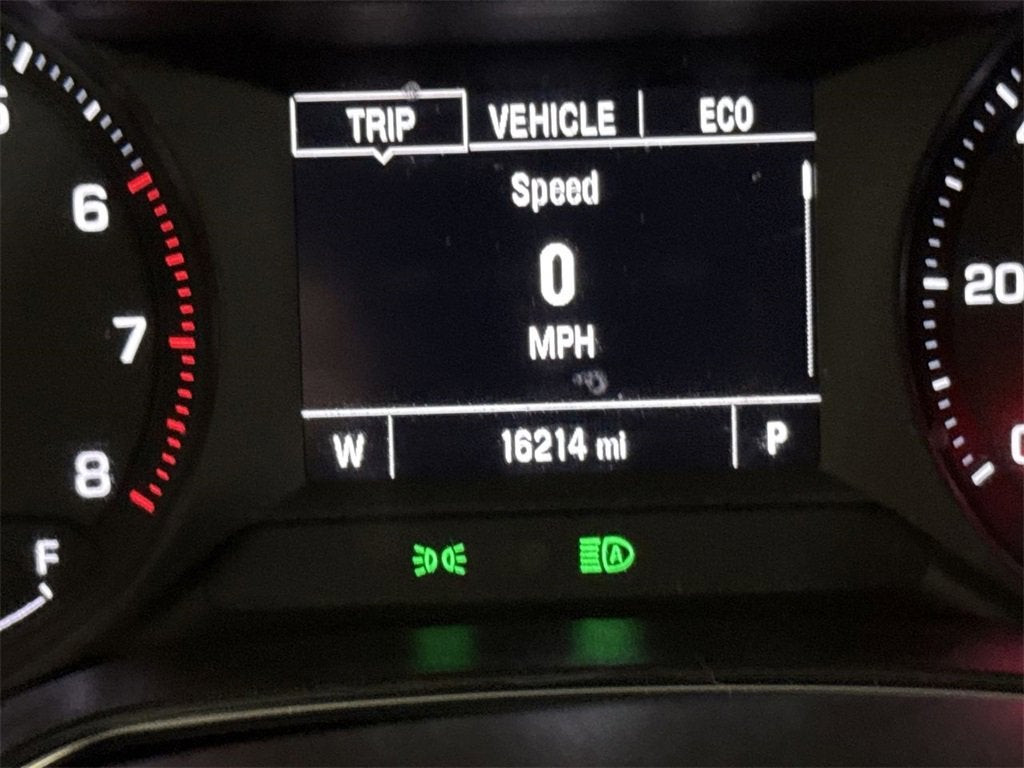 TRIP VEHICLE ECO
Speed
0
MPH
W 16214 mi P
6
7
8
F
20
A